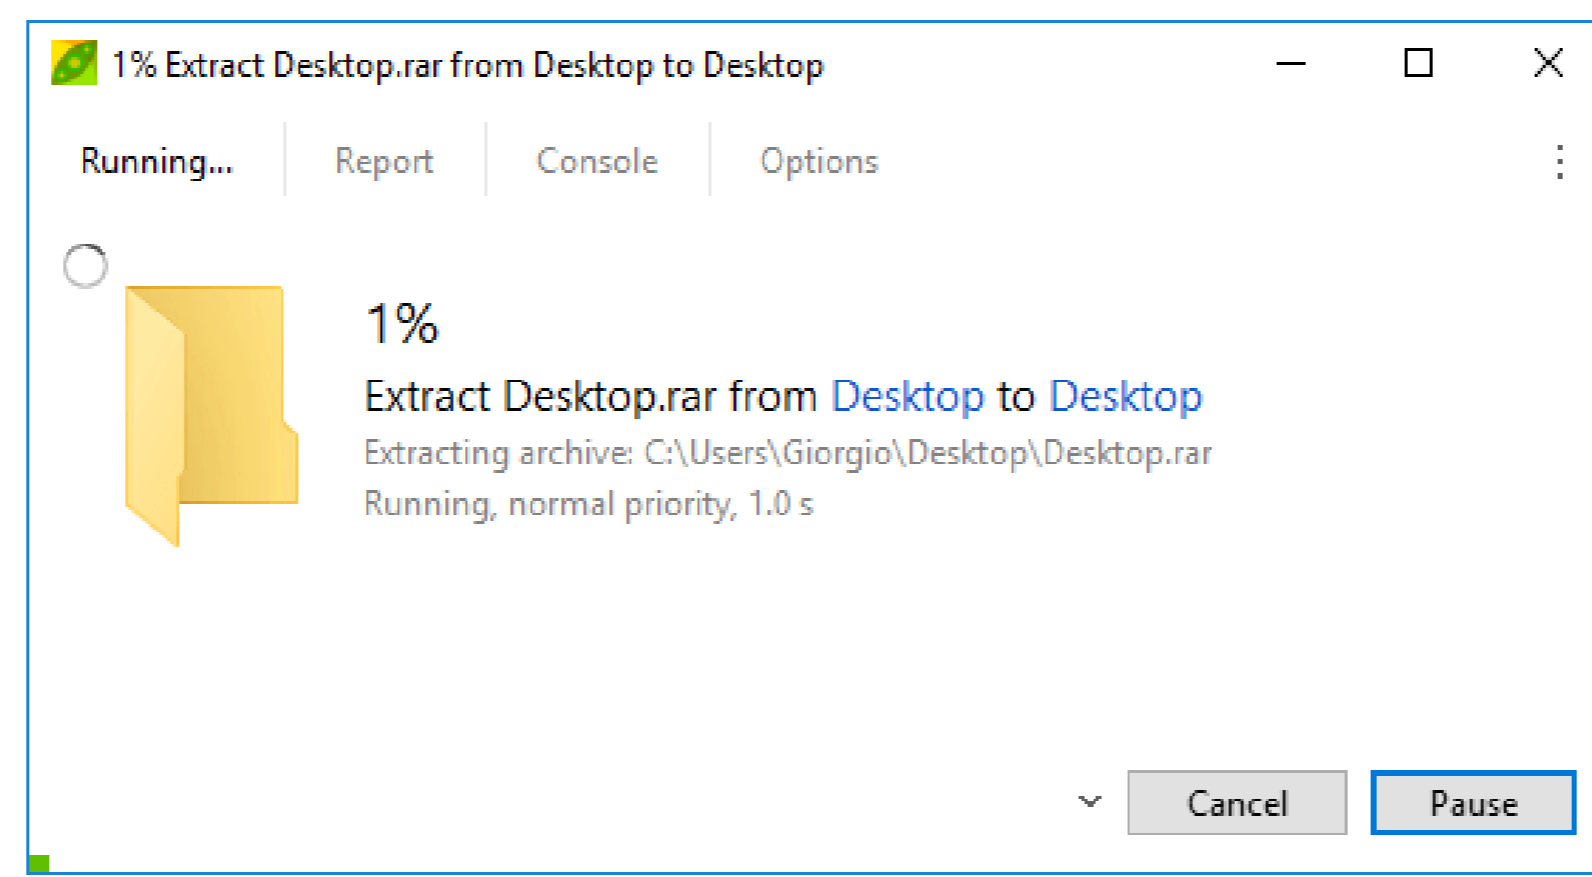 1% Extract Desktop.rar from Desktop to Desktop
Running... Report Console Options
1%
Extract Desktop.rar from Desktop to Desktop
Extracting archive: C:\Users\Giorgio\Desktop\Desktop.rar
Running, normal priority, 1.0 s
Cancel Pause